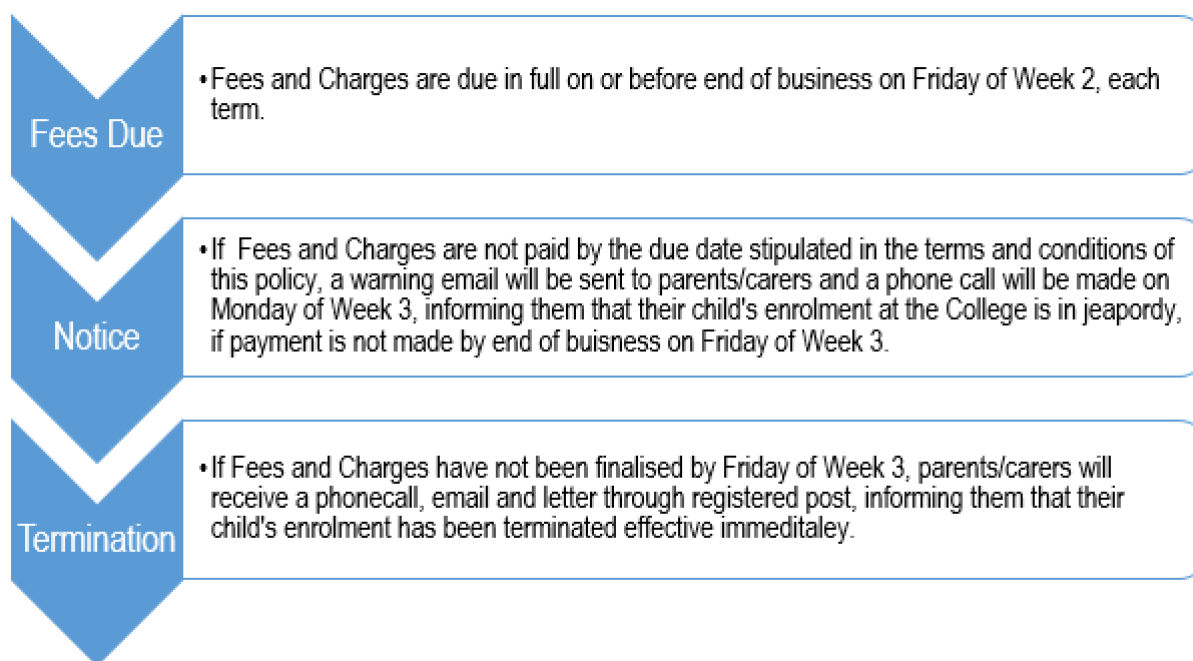 Fees Due
•Fees and Charges are due in full on or before end of business on Friday of Week 2, each
term.
Notice
•If  Fees and Charges are not paid by the due date stipulated in the terms and conditions of
this policy, a warning email will be sent to parents/carers and a phone call will be made on
Monday of Week 3, informing them that their child's enrolment at the College is in jeapordy,
if payment is not made by end of buisness on Friday of Week 3.
Termination
•If Fees and Charges have not been finalised by Friday of Week 3, parents/carers will
receive a phonecall, email and letter through registered post, informing them that their
child's enrolment has been terminated effective immeditaley.